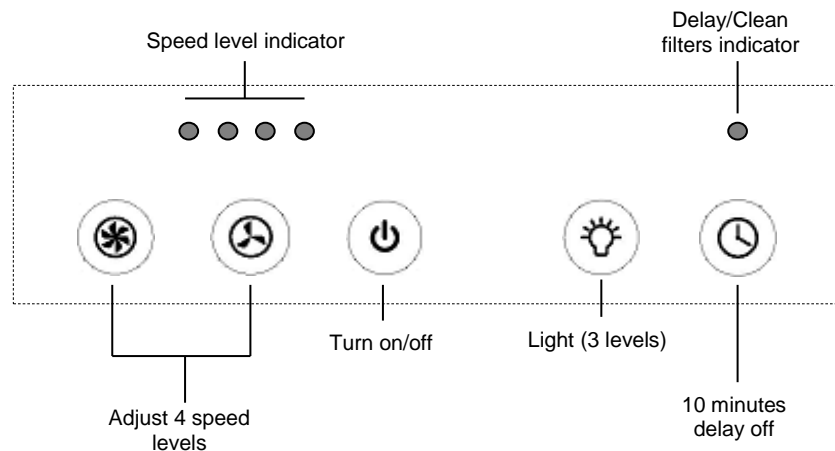 Speed level indicator
Delay/Clean
filters indicator
Turn on/off
Light (3 levels)
Adjust 4 speed
levels
10 minutes
delay off